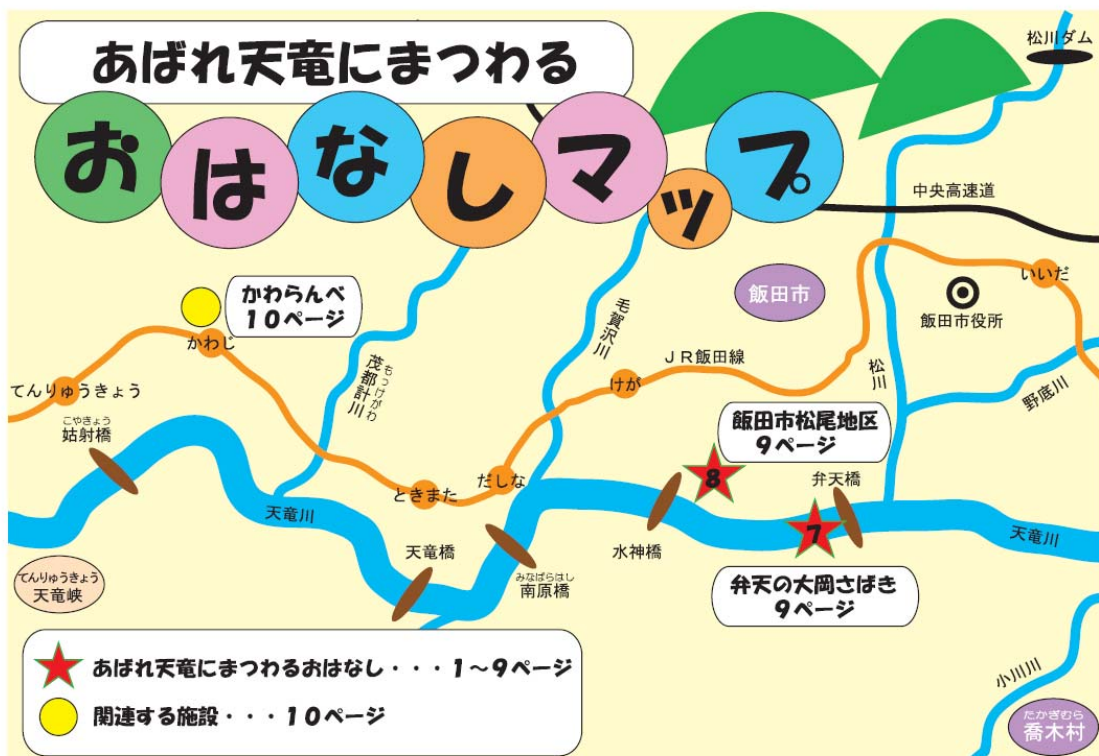 あばれ天竜にまつわる
おはなしマップ
松川ダム
中央高速道
かわらんべ
10ページ
かわじ
てんりゅうきょう
こやきょう
姑射橋
もっけがわ
茂都計川
毛賀沢川
飯田市
いいだ
飯田市役所
JR飯田線
松川
野底川
けが
飯田市松尾地区
9ページ
8
弁天橋
7
だしな
ときまた
天竜川
天竜川
水神橋
天竜橋
みなばらはし
南原橋
弁天の大岡さばき
9ページ
てんりゅうきょう
天竜峡
あばれ天竜にまつわるおはなし・・・1~9ページ
関連する施設・・・10ページ
小川川
たかぎむら
喬木村